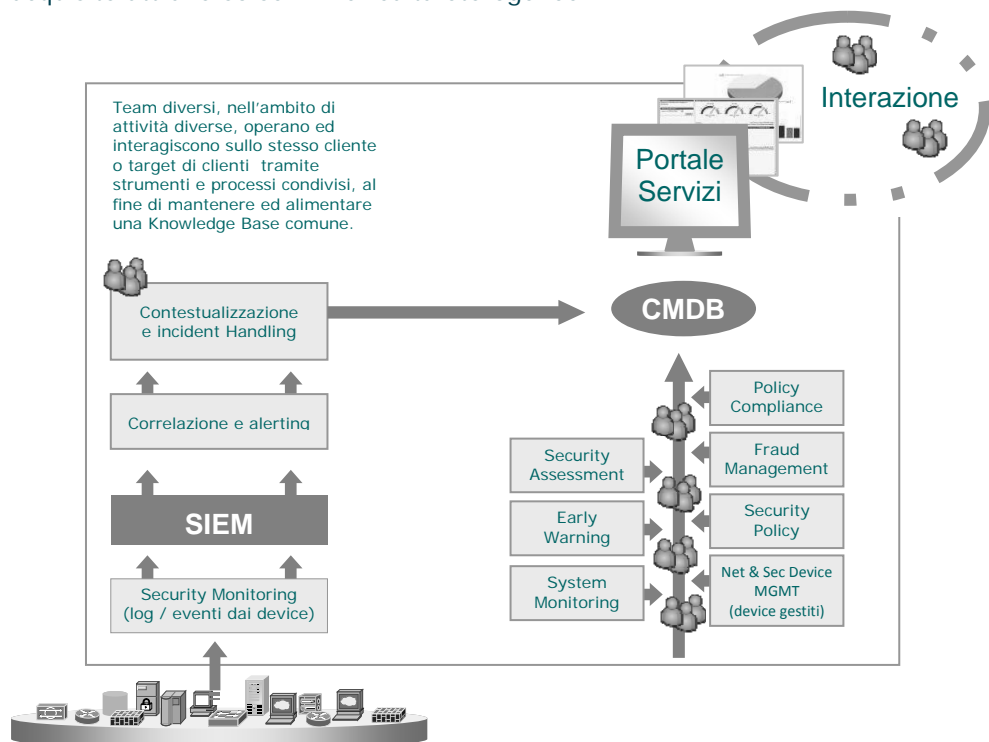 Team diversi, nell'ambito di
attività diverse, operano ed
interagiscono sullo stesso cliente
o target di clienti tramite
strumenti e processi condivisi, al
fine di mantenere ed alimentare
una Knowledge Base comune.
Interazione
Portale
Servizi
Contestualizzazione
e incident Handling
CMDB
Correlazione e alerting
SIEM
Security Monitoring
(log / eventi dai device)
Policy
Compliance
Security
Assessment
Fraud
Management
Early
Warning
Security
Policy
System
Monitoring
Net & Sec Device
MGMT
(device gestiti)